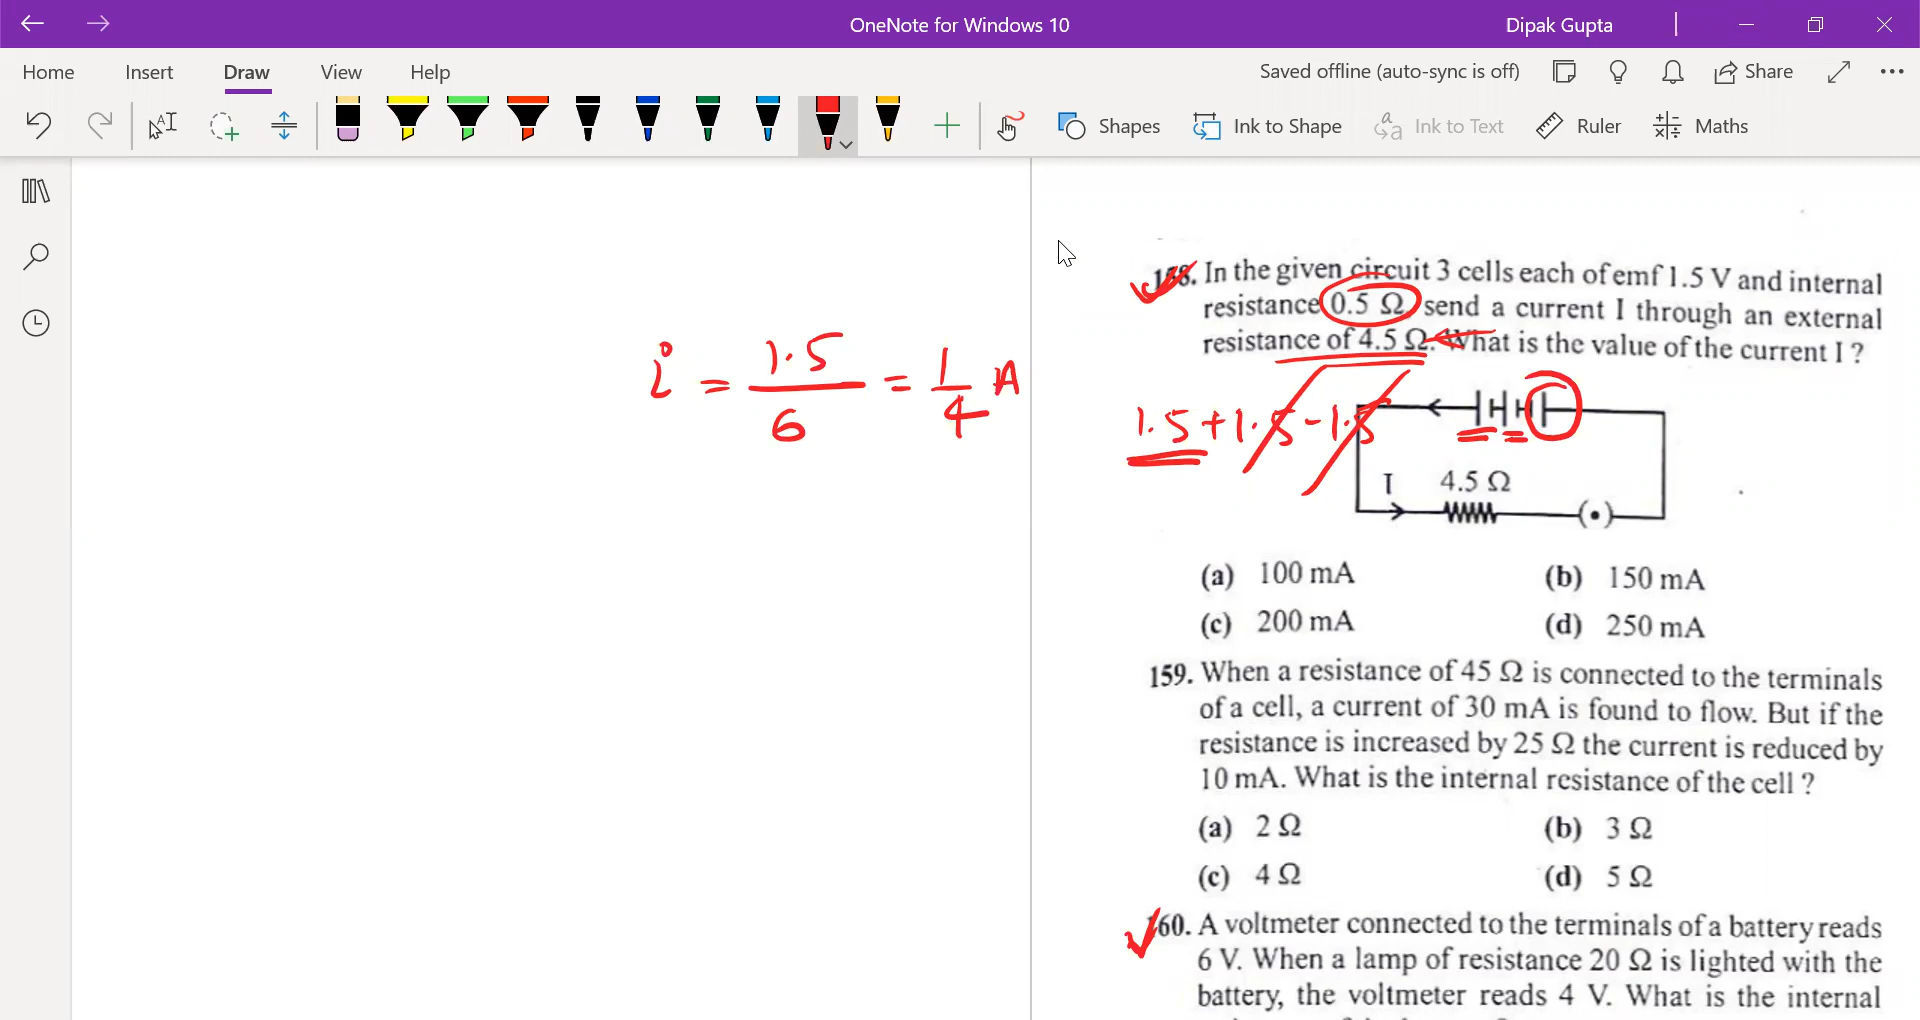 OneNote for Windows 10
Dipak Gupta
Home Insert Draw View Help
Saved offline (auto-sync is off)
Share
Shapes
Ink to Shape
Ink to Text
Ruler
Maths
i = 1.5/6 = 1/4 A
158. In the given circuit 3 cells each of emf 1.5 V and internal
resistance 0.5 Ω send a current I through an external
resistance of 4.5 Ω. What is the value of the current I ?
1.5+1.5-1.5
I 4.5 Ω
(a) 100 mA (b) 150 mA
(c) 200 mA (d) 250 mA
159. When a resistance of 45 Ω is connected to the terminals
of a cell, a current of 30 mA is found to flow. But if the
resistance is increased by 25 Ω the current is reduced by
10 mA. What is the internal resistance of the cell ?
(a) 2 Ω (b) 3 Ω
(c) 4 Ω (d) 5 Ω
160. A voltmeter connected to the terminals of a battery reads
6 V. When a lamp of resistance 20 Ω is lighted with the
battery, the voltmeter reads 4 V. What is the internal